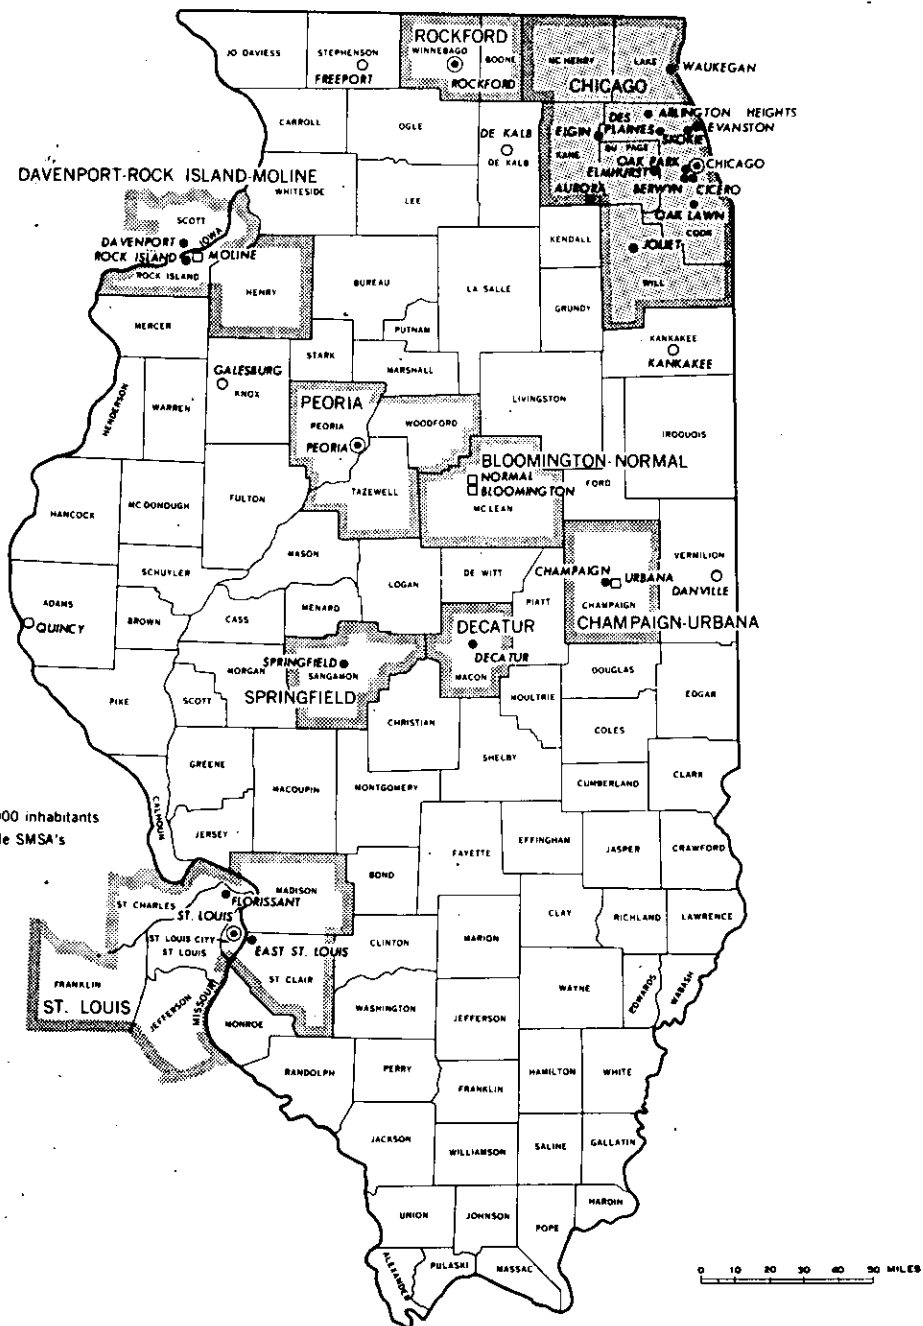 ROCKFORD
JO DAVIESS
STEPHENSON
WINNEBAGO
BOONE
MC HENRY
LAKE
FREEPORT
ROCKFORD
CHICAGO
WAUKEGAN
CARROLL
OGLE
DE KALB
DE KALB
ELGIN
KANE
DES PLAINES
ARLINGTON HEIGHTS
EVANSTON
SKOKIE
DU PAGE
OAK PARK
CHICAGO
ELMHURST
BERWYN
CICERO
AURORA
OAK LAWN
COOK
DAVENPORT-ROCK ISLAND-MOLINE
WHITESIDE
LEE
SCOTT
IOWA
DAVENPORT
ROCK ISLAND
MOLINE
ROCK ISLAND
HENRY
BUREAU
LA SALLE
KENDALL
JOLIET
WILL
GRUNDY
MERCER
PUTNAM
STARK
MARSHALL
KANKAKEE
KANKAKEE
GALESBURG
KNOX
HENDERSON
WARREN
PEORIA
PEORIA
PEORIA
WOODFORD
LIVINGSTON
IROQUOIS
BLOOMINGTON-NORMAL
NORMAL
BLOOMINGTON
MCLEAN
FORD
TAZEWELL
FULTON
HANCOCK
MCDONOUGH
MASON
SCHUYLER
LOGAN
DE WITT
CHAMPAIGN
URBANA
CHAMPAIGN
CHAMPAIGN-URBANA
VERMILION
DANVILLE
ADAMS
QUINCY
BROWN
CASS
MENARD
PIATT
DECATUR
DECATUR
MACON
SPRINGFIELD
SANGAMON
SPRINGFIELD
MORGAN
SCOTT
PIKE
CHRISTIAN
MOULTRIE
DOUGLAS
EDGAR
COLES
SHELBY
GREENE
MACOUPIN
MONTGOMERY
CUMBERLAND
CLARK
000 inhabitants
le SMSA's
CALHOUN
JERSEY
FAYETTE
EFFINGHAM
JASPER
CRAWFORD
MADISON
BOND
ST CHARLES
FLORISSANT
ST. LOUIS
ST LOUIS CITY
ST LOUIS
EAST ST. LOUIS
CLINTON
MARION
CLAY
RICHLAND
LAWRENCE
FRANKLIN
ST. LOUIS
JEFFERSON
MISSOURI
ST CLAIR
MONROE
WASHINGTON
JEFFERSON
WAYNE
EDWARDS
WABASH
RANDOLPH
PERRY
FRANKLIN
HAMILTON
WHITE
JACKSON
WILLIAMSON
SALINE
GALLATIN
UNION
JOHNSON
POPE
HARDIN
ALEXANDER
PULASKI
MASSAC
0 10 20 30 40 50 MILES